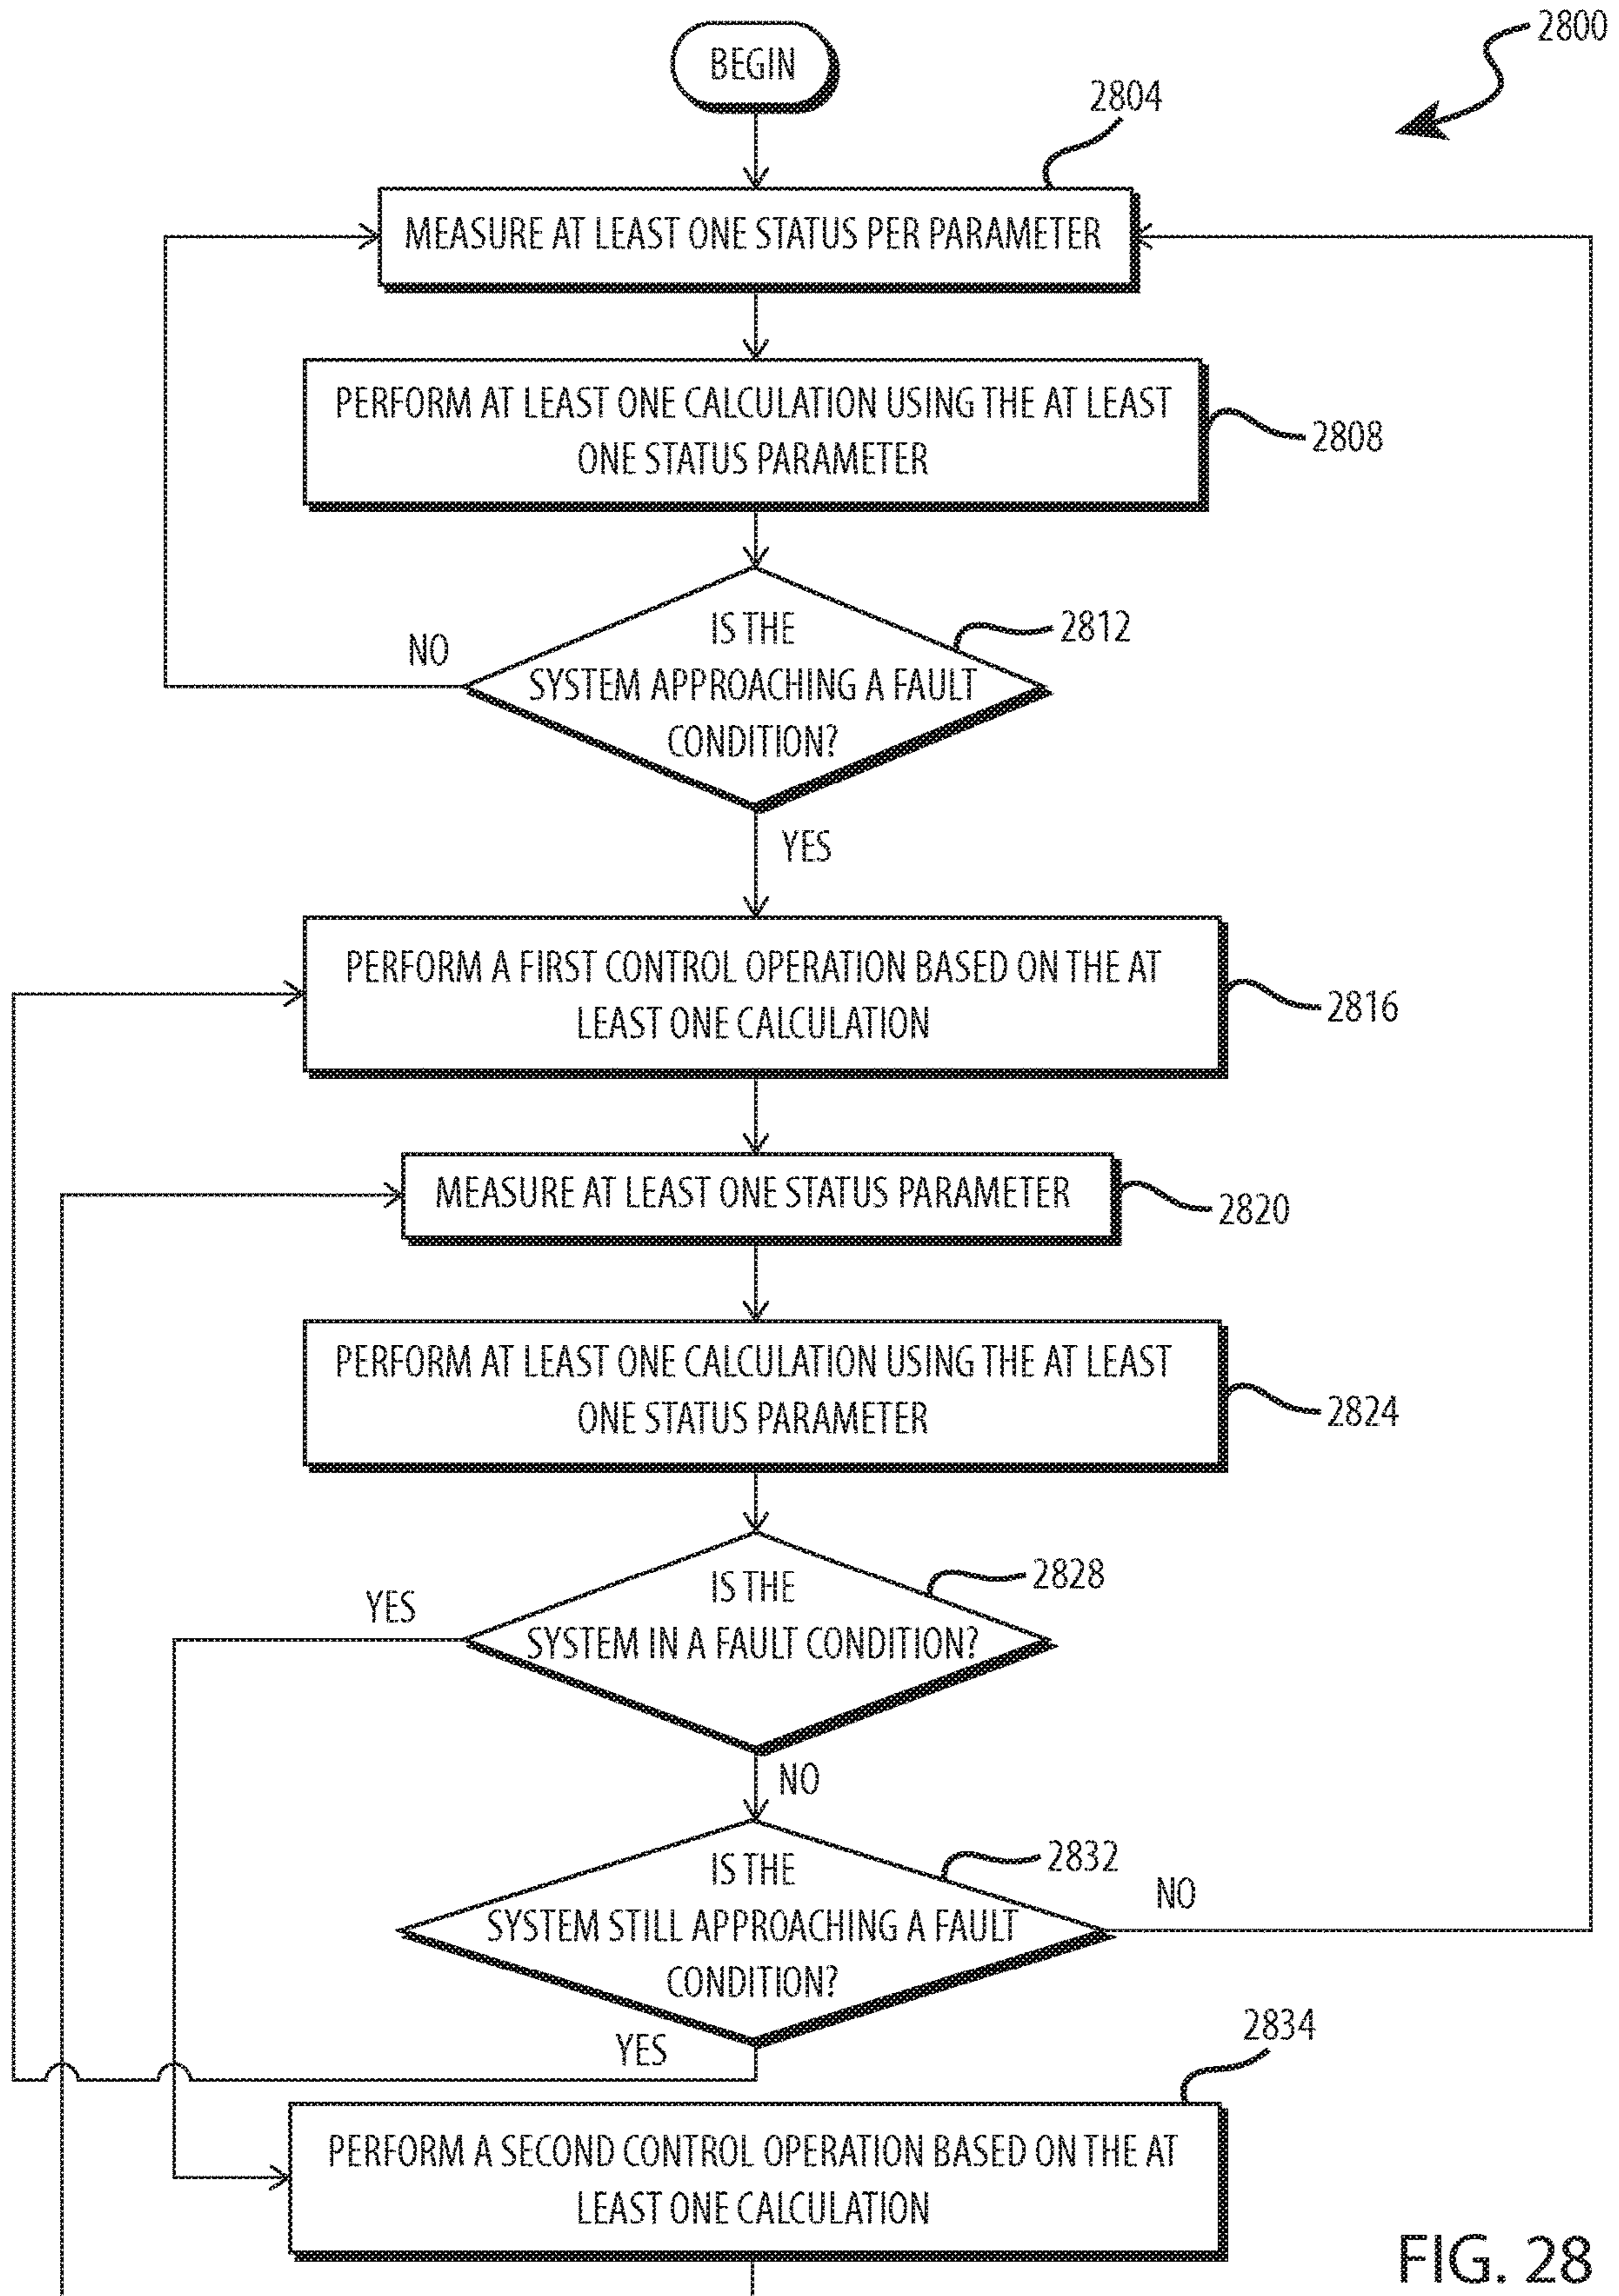 2800
BEGIN
2804
MEASURE AT LEAST ONE STATUS PER PARAMETER
PERFORM AT LEAST ONE CALCULATION USING THE AT LEAST
ONE STATUS PARAMETER
2808
IS THE
SYSTEM APPROACHING A FAULT
CONDITION?
2812
NO
YES
PERFORM A FIRST CONTROL OPERATION BASED ON THE AT
LEAST ONE CALCULATION
2816
MEASURE AT LEAST ONE STATUS PARAMETER
2820
PERFORM AT LEAST ONE CALCULATION USING THE AT LEAST
ONE STATUS PARAMETER
2824
IS THE
SYSTEM IN A FAULT CONDITION?
2828
YES
NO
IS THE
SYSTEM STILL APPROACHING A FAULT
CONDITION?
2832
NO
YES
2834
PERFORM A SECOND CONTROL OPERATION BASED ON THE AT
LEAST ONE CALCULATION
FIG. 28